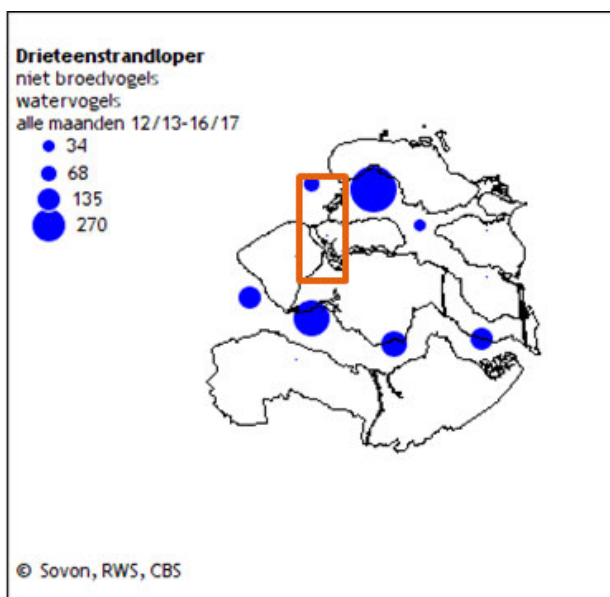 Drieteenstrandloper
niet broedvogels
watervogels
alle maanden 12/13-16/17
34
68
135
270
© Sovon, RWS, CBS